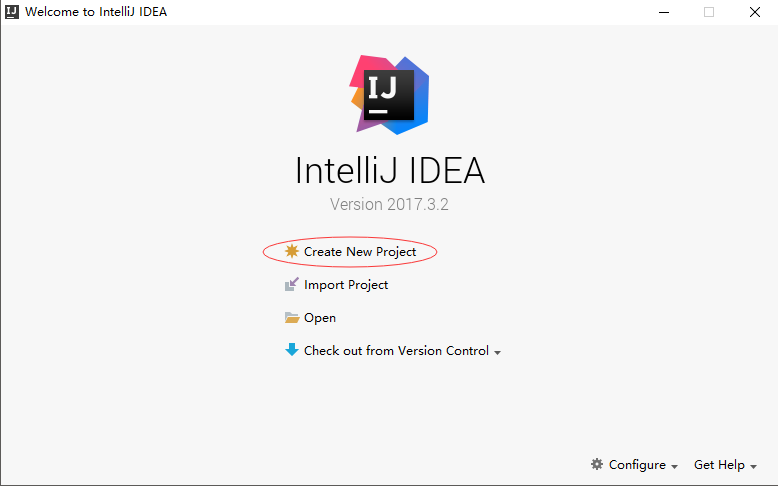 Welcome to IntelliJ IDEA
IJ
IntelliJ IDEA
Version 2017.3.2
Create New Project
Import Project
Open
Check out from Version Control
Configure
Get Help